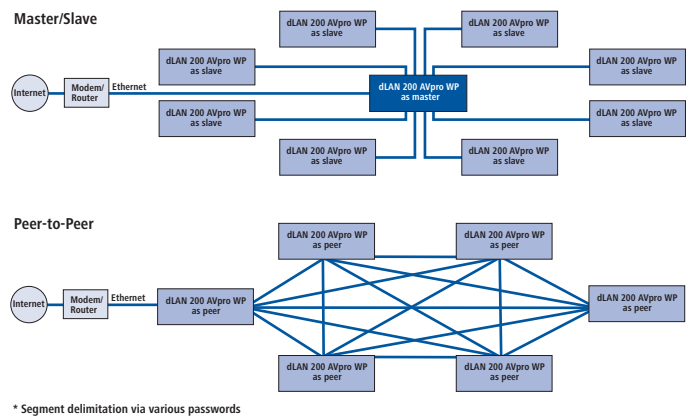 Master/Slave
dLAN 200 AVpro WP
as slave
dLAN 200 AVpro WP
as slave
dLAN 200 AVpro WP
as slave
dLAN 200 AVpro WP
as slave
Internet
Modem/
Router
Ethernet
dLAN 200 AVpro WP
as master
dLAN 200 AVpro WP
as slave
dLAN 200 AVpro WP
as slave
dLAN 200 AVpro WP
as slave
dLAN 200 AVpro WP
as slave
Peer-to-Peer
dLAN 200 AVpro WP
as peer
dLAN 200 AVpro WP
as peer
Internet
Modem/
Router
Ethernet
dLAN 200 AVpro WP
as peer
dLAN 200 AVpro WP
as peer
dLAN 200 AVpro WP
as peer
dLAN 200 AVpro WP
as peer
* Segment delimitation via various passwords